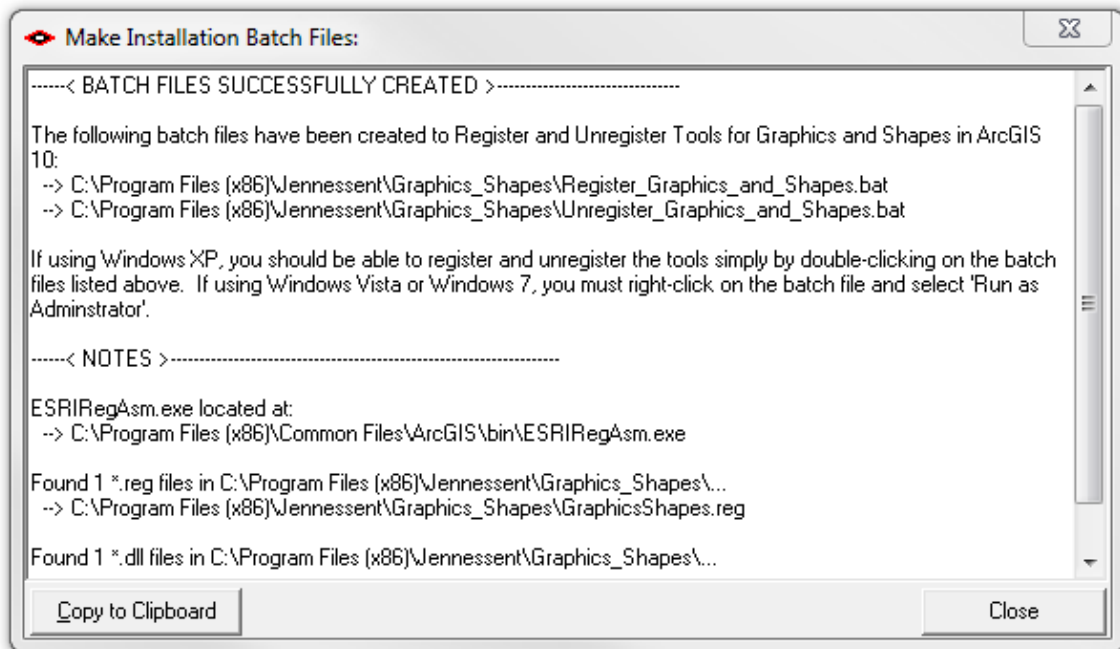 Make Installation Batch Files:
------< BATCH FILES SUCCESSFULLY CREATED >--------------------------------
The following batch files have been created to Register and Unregister Tools for Graphics and Shapes in ArcGIS
10:
--> C:\Program Files (x86)\Jennessent\Graphics_Shapes\Register_Graphics_and_Shapes.bat
--> C:\Program Files (x86)\Jennessent\Graphics_Shapes\Unregister_Graphics_and_Shapes.bat
If using Windows XP, you should be able to register and unregister the tools simply by double-clicking on the batch
files listed above.  If using Windows Vista or Windows 7, you must right-click on the batch file and select 'Run as
Adminstrator'.
------< NOTES >--------------------------------------------------------------------
ESRIRegAsm.exe located at:
--> C:\Program Files (x86)\Common Files\ArcGIS\bin\ESRIRegAsm.exe
Found 1 *.reg files in C:\Program Files (x86)\Jennessent\Graphics_Shapes\...
--> C:\Program Files (x86)\Jennessent\Graphics_Shapes\GraphicsShapes.reg
Found 1 *.dll files in C:\Program Files (x86)\Jennessent\Graphics_Shapes\...
Copy to Clipboard
Close